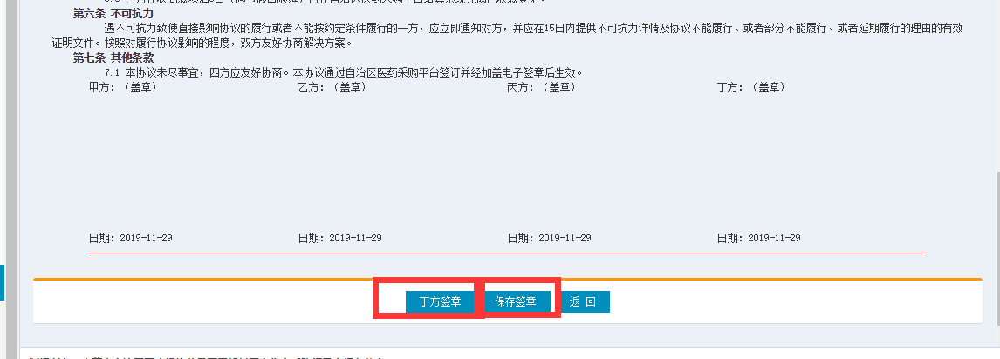 第六条 不可抗力
遇不可抗力致使直接影响协议的履行或者不能按约定条件履行的一方，应立即通知对方，并应在15日内提供不可抗力详情及协议不能履行、或者部分不能履行、或者延期履行的理由的有效
证明文件。按照对履行协议影响的程度，双方友好协商解决方案。
第七条 其他条款
7.1 本协议未尽事宜，四方应友好协商。本协议通过自治区医药采购平台签订并经加盖电子签章后生效。
甲方：（盖章） 乙方：（盖章） 丙方：（盖章） 丁方：（盖章）
日期：2019-11-29 日期：2019-11-29 日期：2019-11-29 日期：2019-11-29
丁方签章 保存签章 返 回